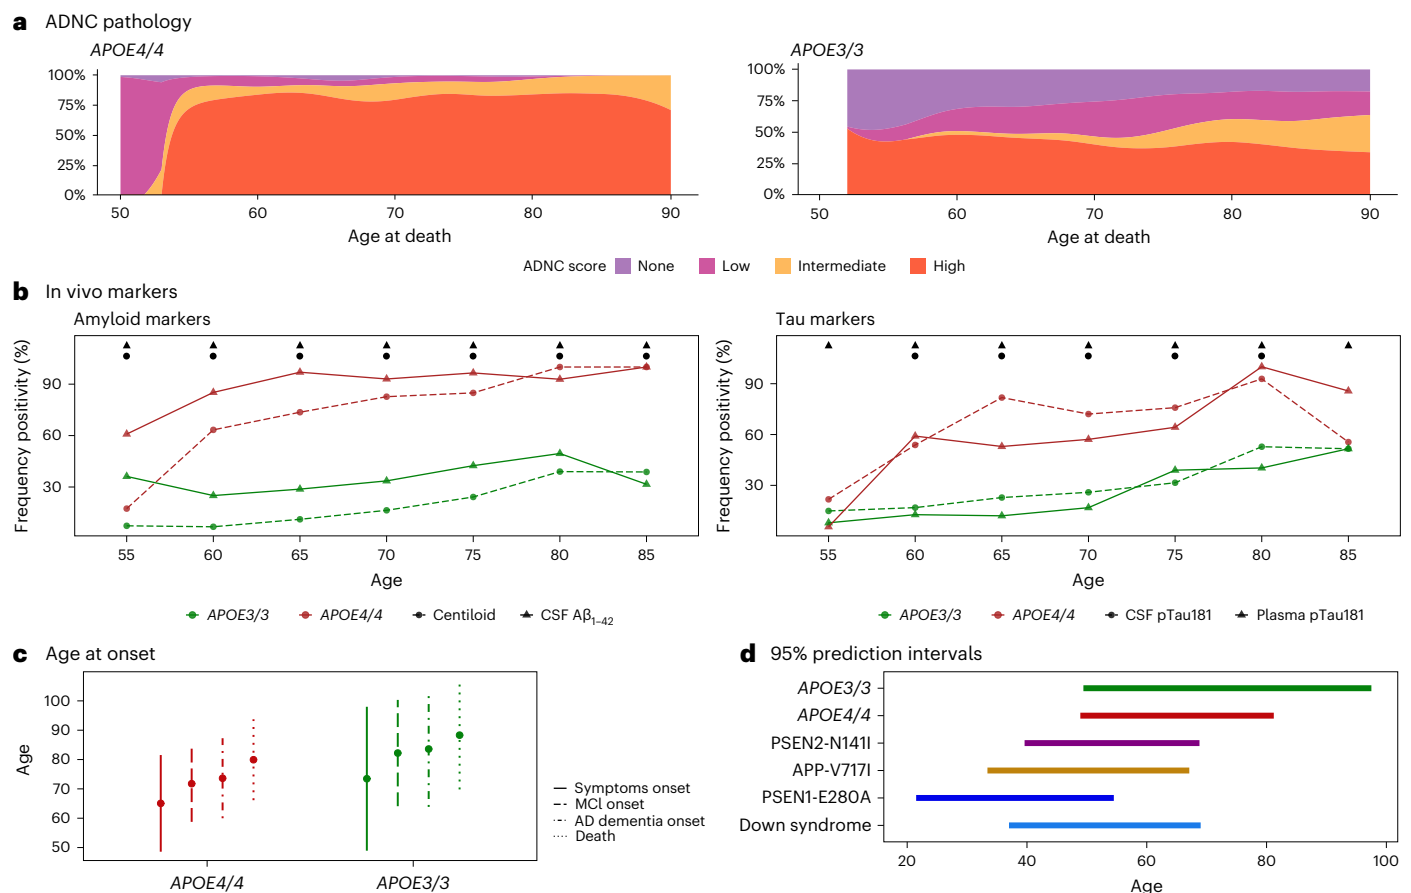 a ADNC pathology
APOE4/4
100%
75%
50%
25%
0%
50 60 70 80 90
Age at death
APOE3/3
100%
75%
50%
25%
0%
50 60 70 80 90
Age at death
ADNC score None Low Intermediate High
b In vivo markers
Amyloid markers
Frequency positivity (%)
90
60
30
55 60 65 70 75 80 85
Age
APOE3/3 APOE4/4 Centiloid CSF Aβ1–42
Tau markers
Frequency positivity (%)
90
60
30
55 60 65 70 75 80 85
Age
APOE3/3 APOE4/4 CSF pTau181 Plasma pTau181
c Age at onset
Age
100
90
80
70
60
50
APOE4/4 APOE3/3
Symptoms onset
MCI onset
AD dementia onset
Death
d 95% prediction intervals
APOE3/3
APOE4/4
PSEN2-N141I
APP-V717I
PSEN1-E280A
Down syndrome
20 40 60 80 100
Age